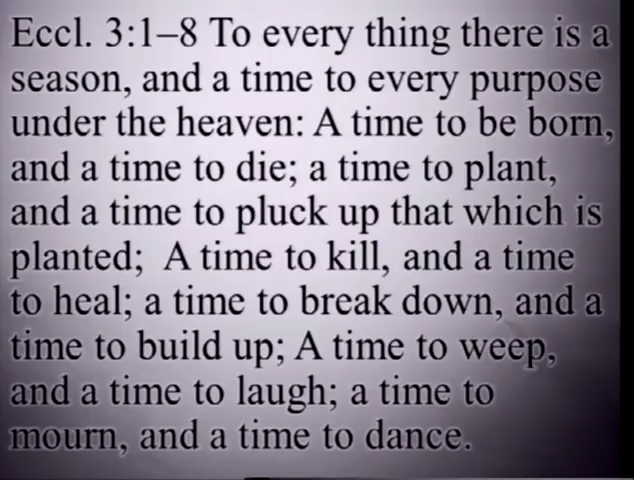 Eccl. 3:1–8 To every thing there is a
season, and a time to every purpose
under the heaven: A time to be born,
and a time to die; a time to plant,
and a time to pluck up that which is
planted;  A time to kill, and a time
to heal; a time to break down, and a
time to build up; A time to weep,
and a time to laugh; a time to
mourn, and a time to dance.